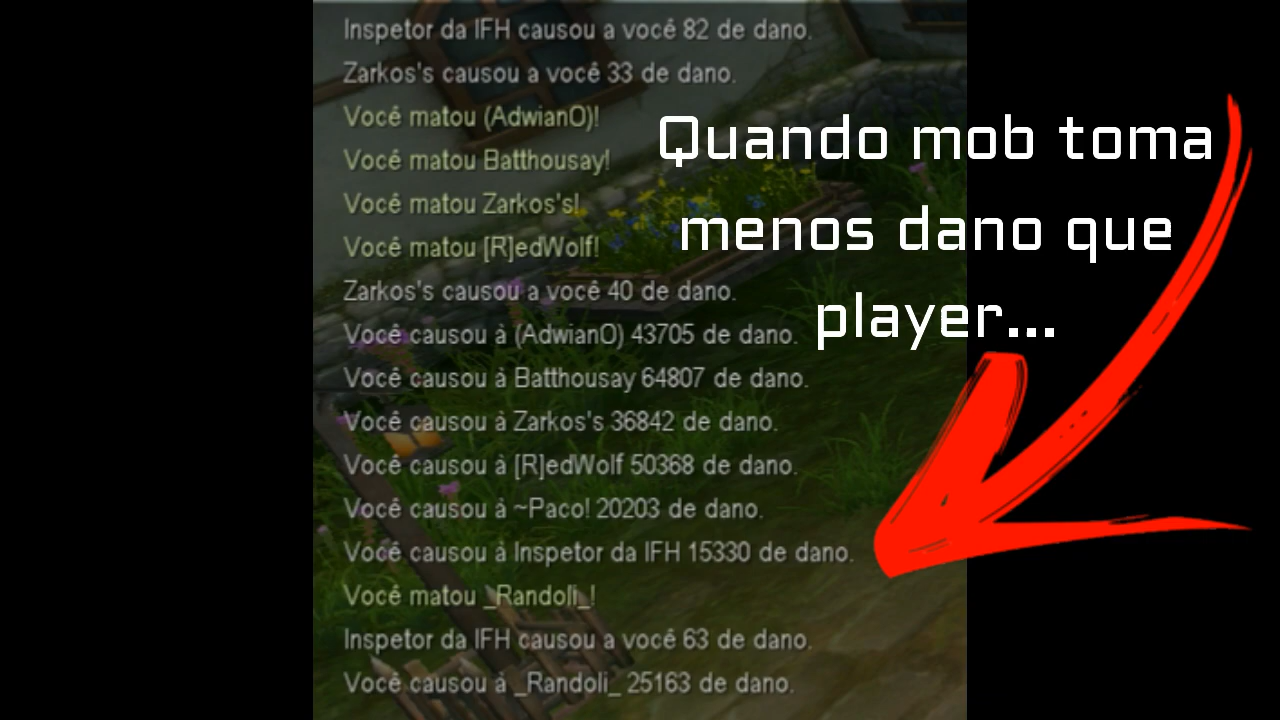 Inspetor da IFH causou a você 82 de dano.
Zarkos's causou a você 33 de dano.
Você matou (AdwianO)!
Você matou Batthousay!
Você matou Zarkos's!
Você matou [R]edWolf!
Zarkos's causou a você 40 de dano.
Você causou à (AdwianO) 43705 de dano.
Você causou à Batthousay 64807 de dano.
Você causou à Zarkos's 36842 de dano.
Você causou à [R]edWolf 50368 de dano.
Você causou à ~Paco! 20203 de dano.
Você causou à Inspetor da IFH 15330 de dano.
Você matou _Randoli_!
Inspetor da IFH causou a você 63 de dano.
Você causou à _Randoli_ 25163 de dano.
Quando mob toma
menos dano que
player...